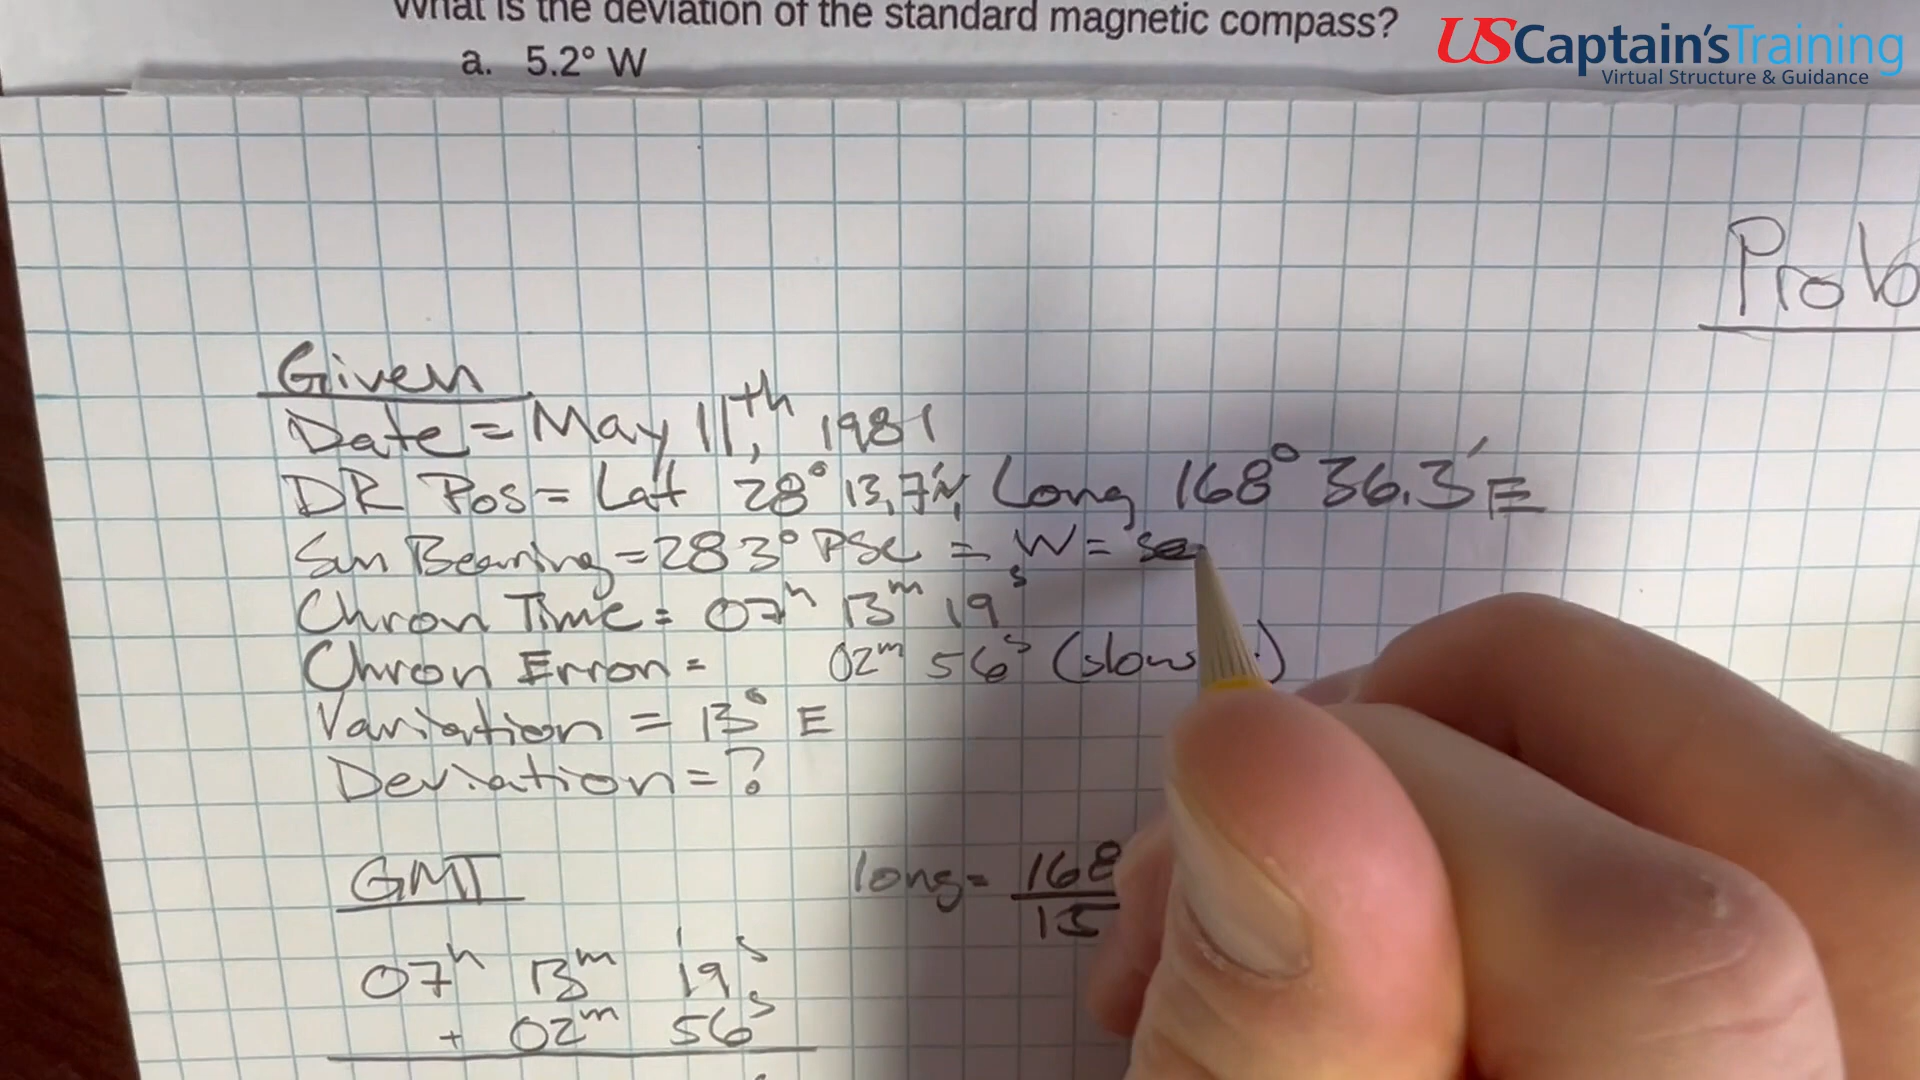 What is the deviation of the standard magnetic compass?
a. 5.2° W
USCaptain'sTraining
Virtual Structure & Guidance
Prob
Given
Date = May 11th, 1981
DR Pos = Lat 28° 13.7'N, Long 168° 36.3' E
Sun Bearing = 283° PSC = W = se
Chron Time = 07h 13m 19s
Chron Error = 02m 56s (slow
Variation = 13° E
Deviation = ?
GMT
long = 168
15
07h 13m 19s
+ 02m 56s